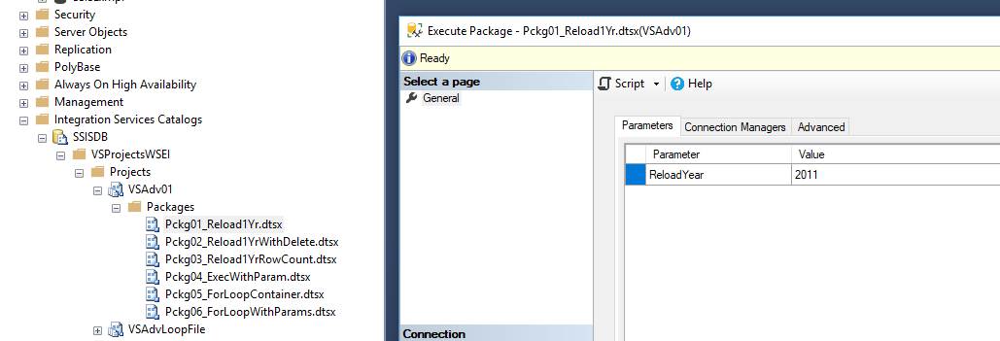 Security
Server Objects
Replication
PolyBase
Always On High Availability
Management
Integration Services Catalogs
SSISDB
VSProjectsWSEI
Projects
VSAdv01
Packages
Pckg01_Reload1Yr.dtsx
Pckg02_Reload1YrWithDelete.dtsx
Pckg03_Reload1YrRowCount.dtsx
Pckg04_ExecWithParam.dtsx
Pckg05_ForLoopContainer.dtsx
Pckg06_ForLoopWithParams.dtsx
VSAdvLoopFile
Execute Package - Pckg01_Reload1Yr.dtsx(VSAdv01)
Ready
Select a page
General
Script
Help
Parameters Connection Managers Advanced
Parameter Value
ReloadYear 2011
Connection